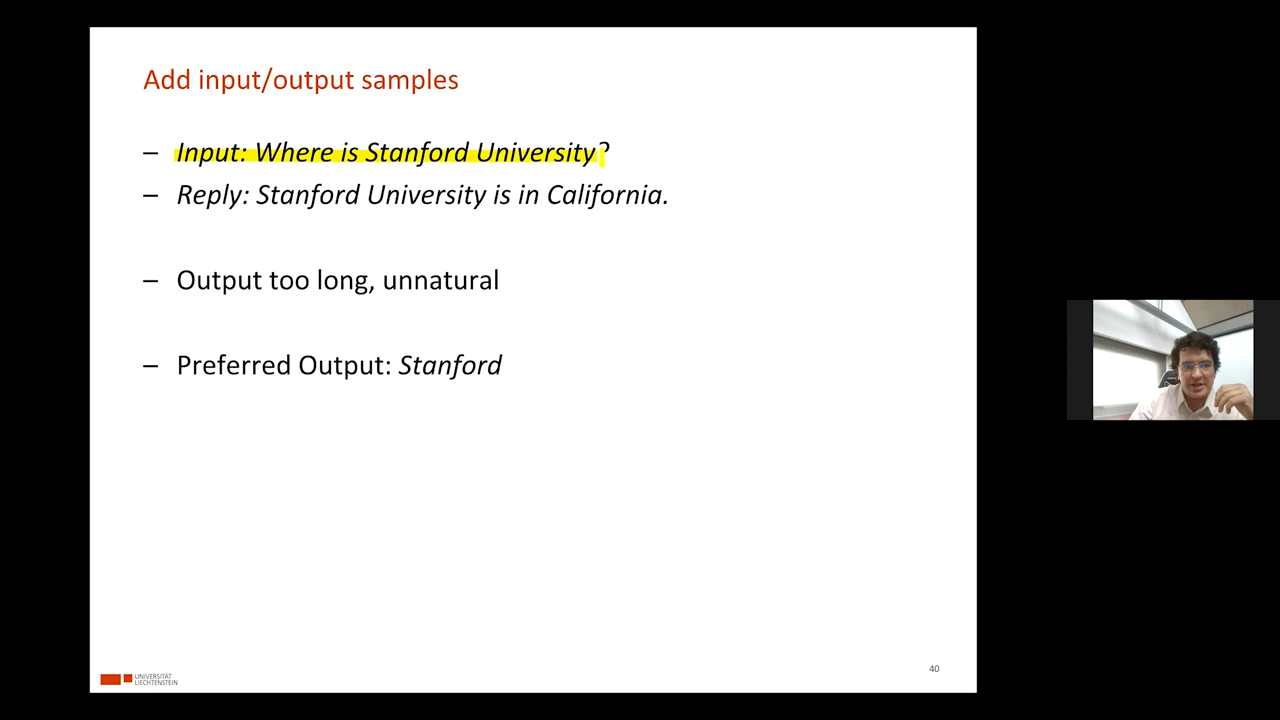 Add input/output samples
– Input: Where is Stanford University?
– Reply: Stanford University is in California.
– Output too long, unnatural
– Preferred Output: Stanford
40
UNIVERSITÄT
LIECHTENSTEIN